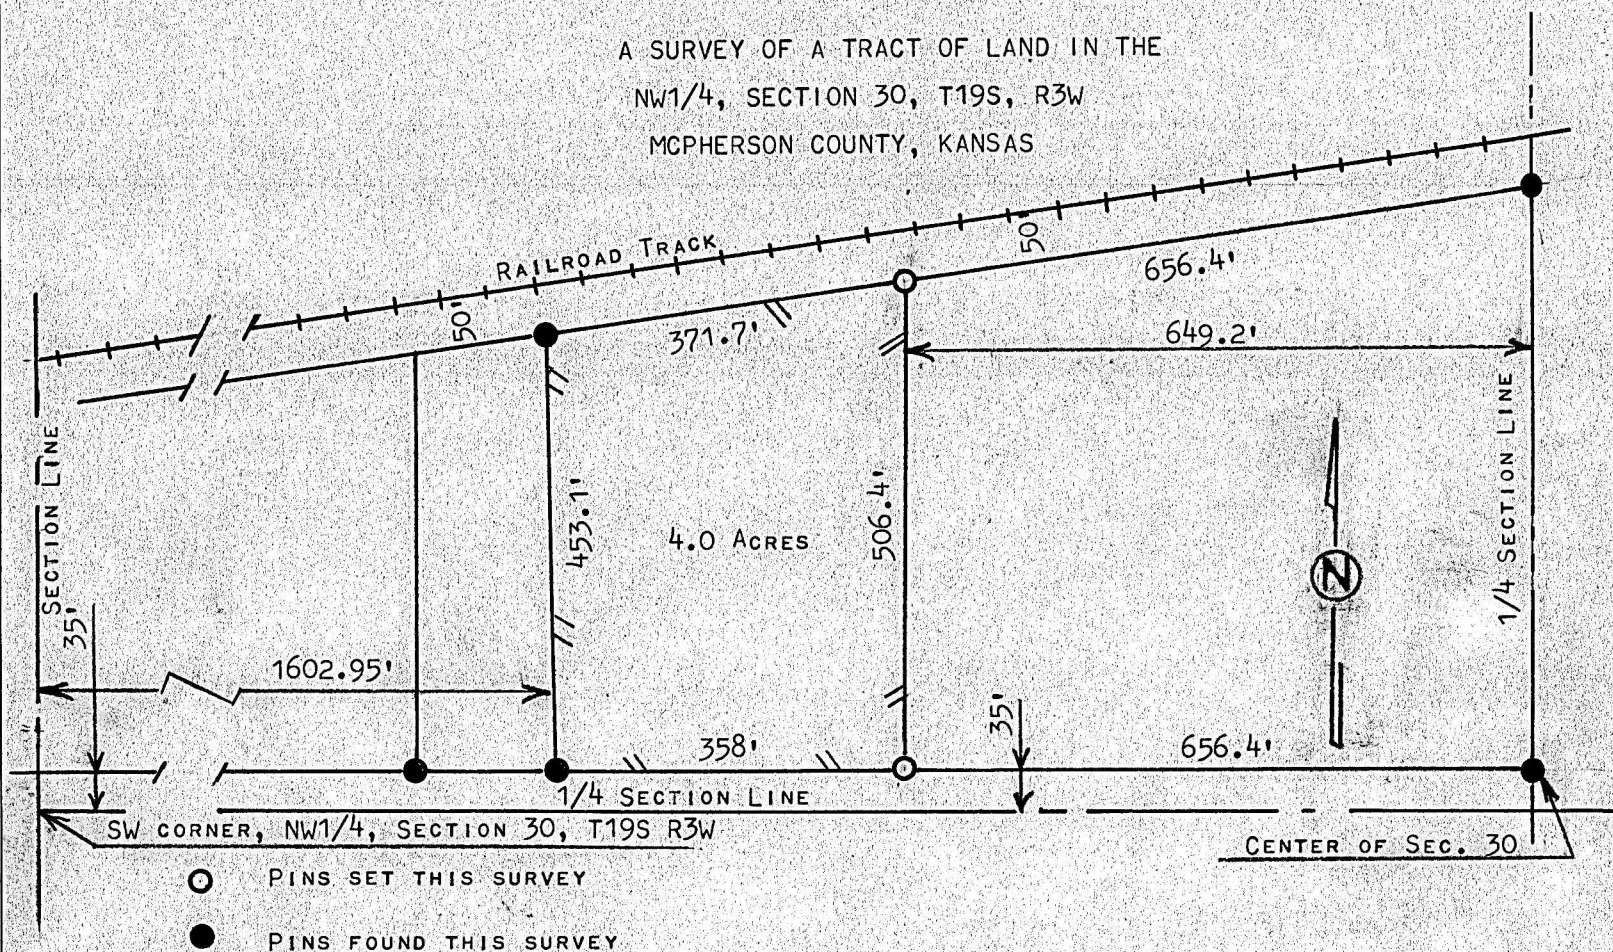 A SURVEY OF A TRACT OF LAND IN THE
NW1/4, SECTION 30, T19S, R3W
MCPHERSON COUNTY, KANSAS
RAILROAD TRACK
50'
50'
656.4'
371.7'
649.2'
SECTION LINE
1/4 SECTION LINE
453.1'
506.4'
4.0 ACRES
N
35'
1602.95'
35'
358'
656.4'
1/4 SECTION LINE
SW CORNER, NW1/4, SECTION 30, T19S R3W
CENTER OF SEC. 30
PINS SET THIS SURVEY
PINS FOUND THIS SURVEY